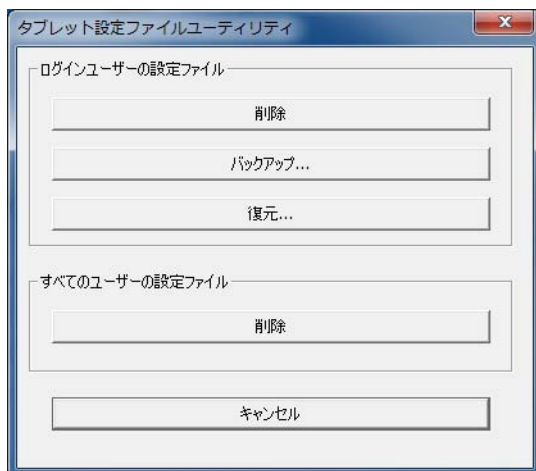 タブレット設定ファイルユーティリティ
ログインユーザーの設定ファイル
削除
バックアップ...
復元...
すべてのユーザーの設定ファイル
削除
キャンセル